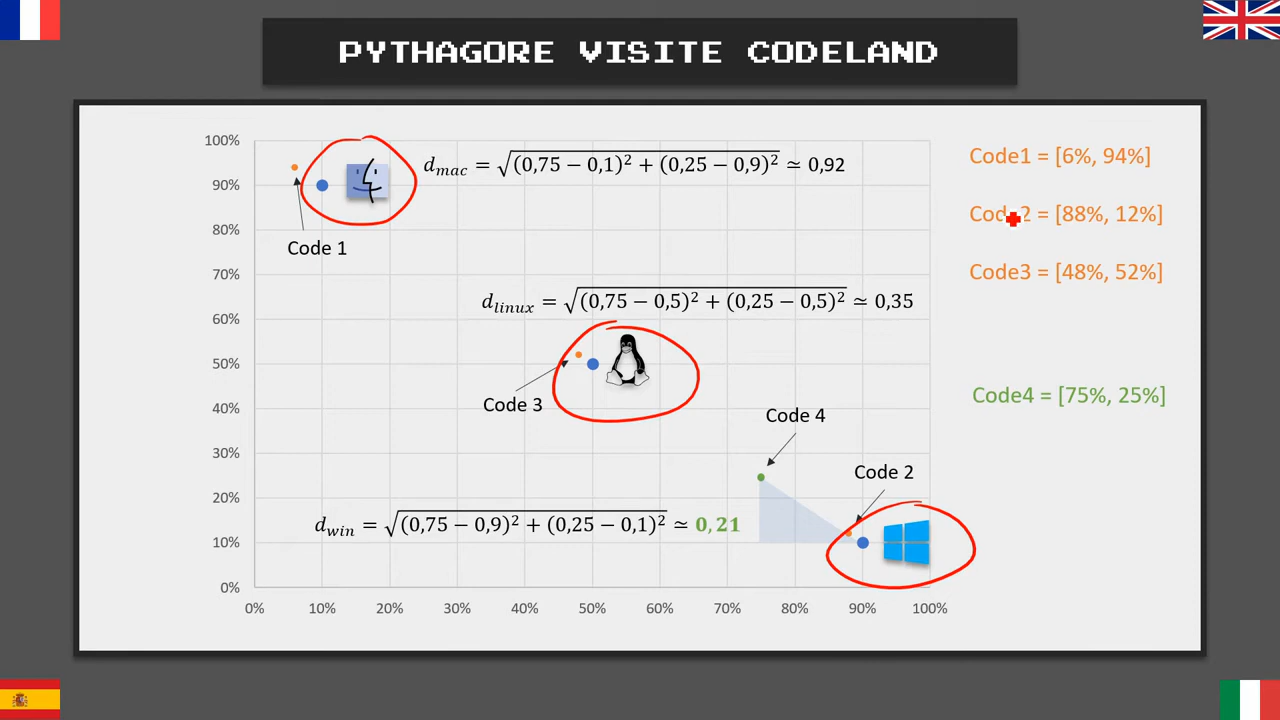 PYTHAGORE VISITE CODELAND
100%
90%
80%
70%
60%
50%
40%
30%
20%
10%
0%
0% 10% 20% 30% 40% 50% 60% 70% 80% 90% 100%
d_mac = √(0,75 − 0,1)² + (0,25 − 0,9)² ≃ 0,92
Code 1
d_linux = √(0,75 − 0,5)² + (0,25 − 0,5)² ≃ 0,35
Code 3
Code 4
Code 2
d_win = √(0,75 − 0,9)² + (0,25 − 0,1)² ≃ 0,21
Code1 = [6%, 94%]
Code2 = [88%, 12%]
Code3 = [48%, 52%]
Code4 = [75%, 25%]